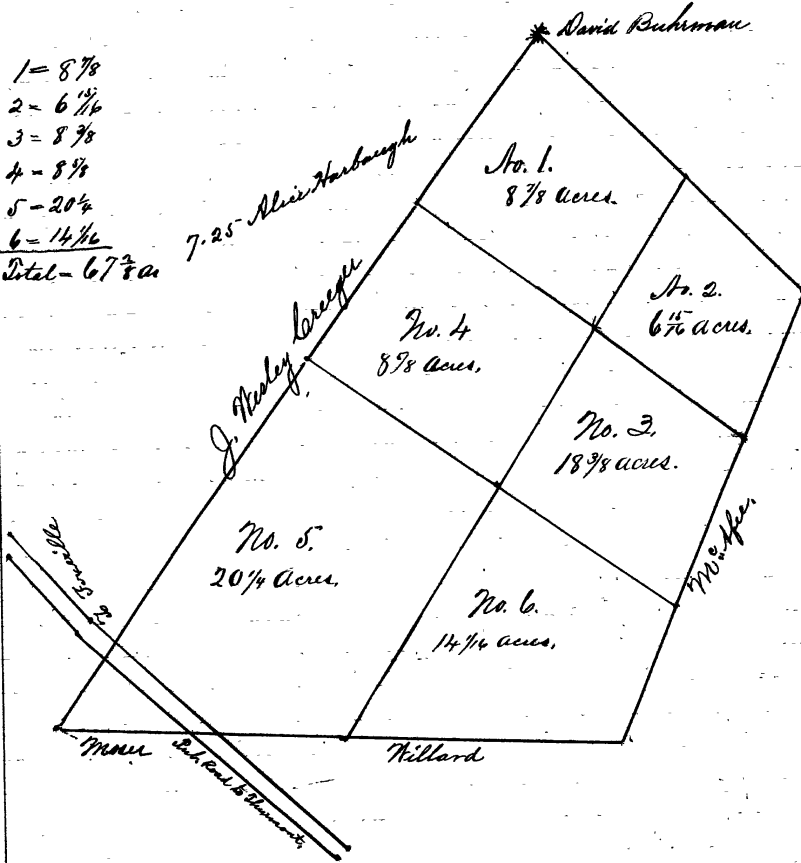 David Buhrman
1 = 8 7/8
2 = 6 15/16
3 = 8 3/8
4 = 8 7/8
5 = 20 1/4
6 = 14 1/16
Total = 67 3/8 as
7.25 Alice Harbaugh
No. 1.
8 7/8 acres.
No. 2.
6 15/16 acres.
J. Wesley Creeger
No. 4
8 7/8 acres.
No. 3.
18 3/8 acres.
McAfee.
No. 5.
20 1/4 acres.
No. 6.
14 1/16 acres.
To
Moser
Road to Thurmont
Willard